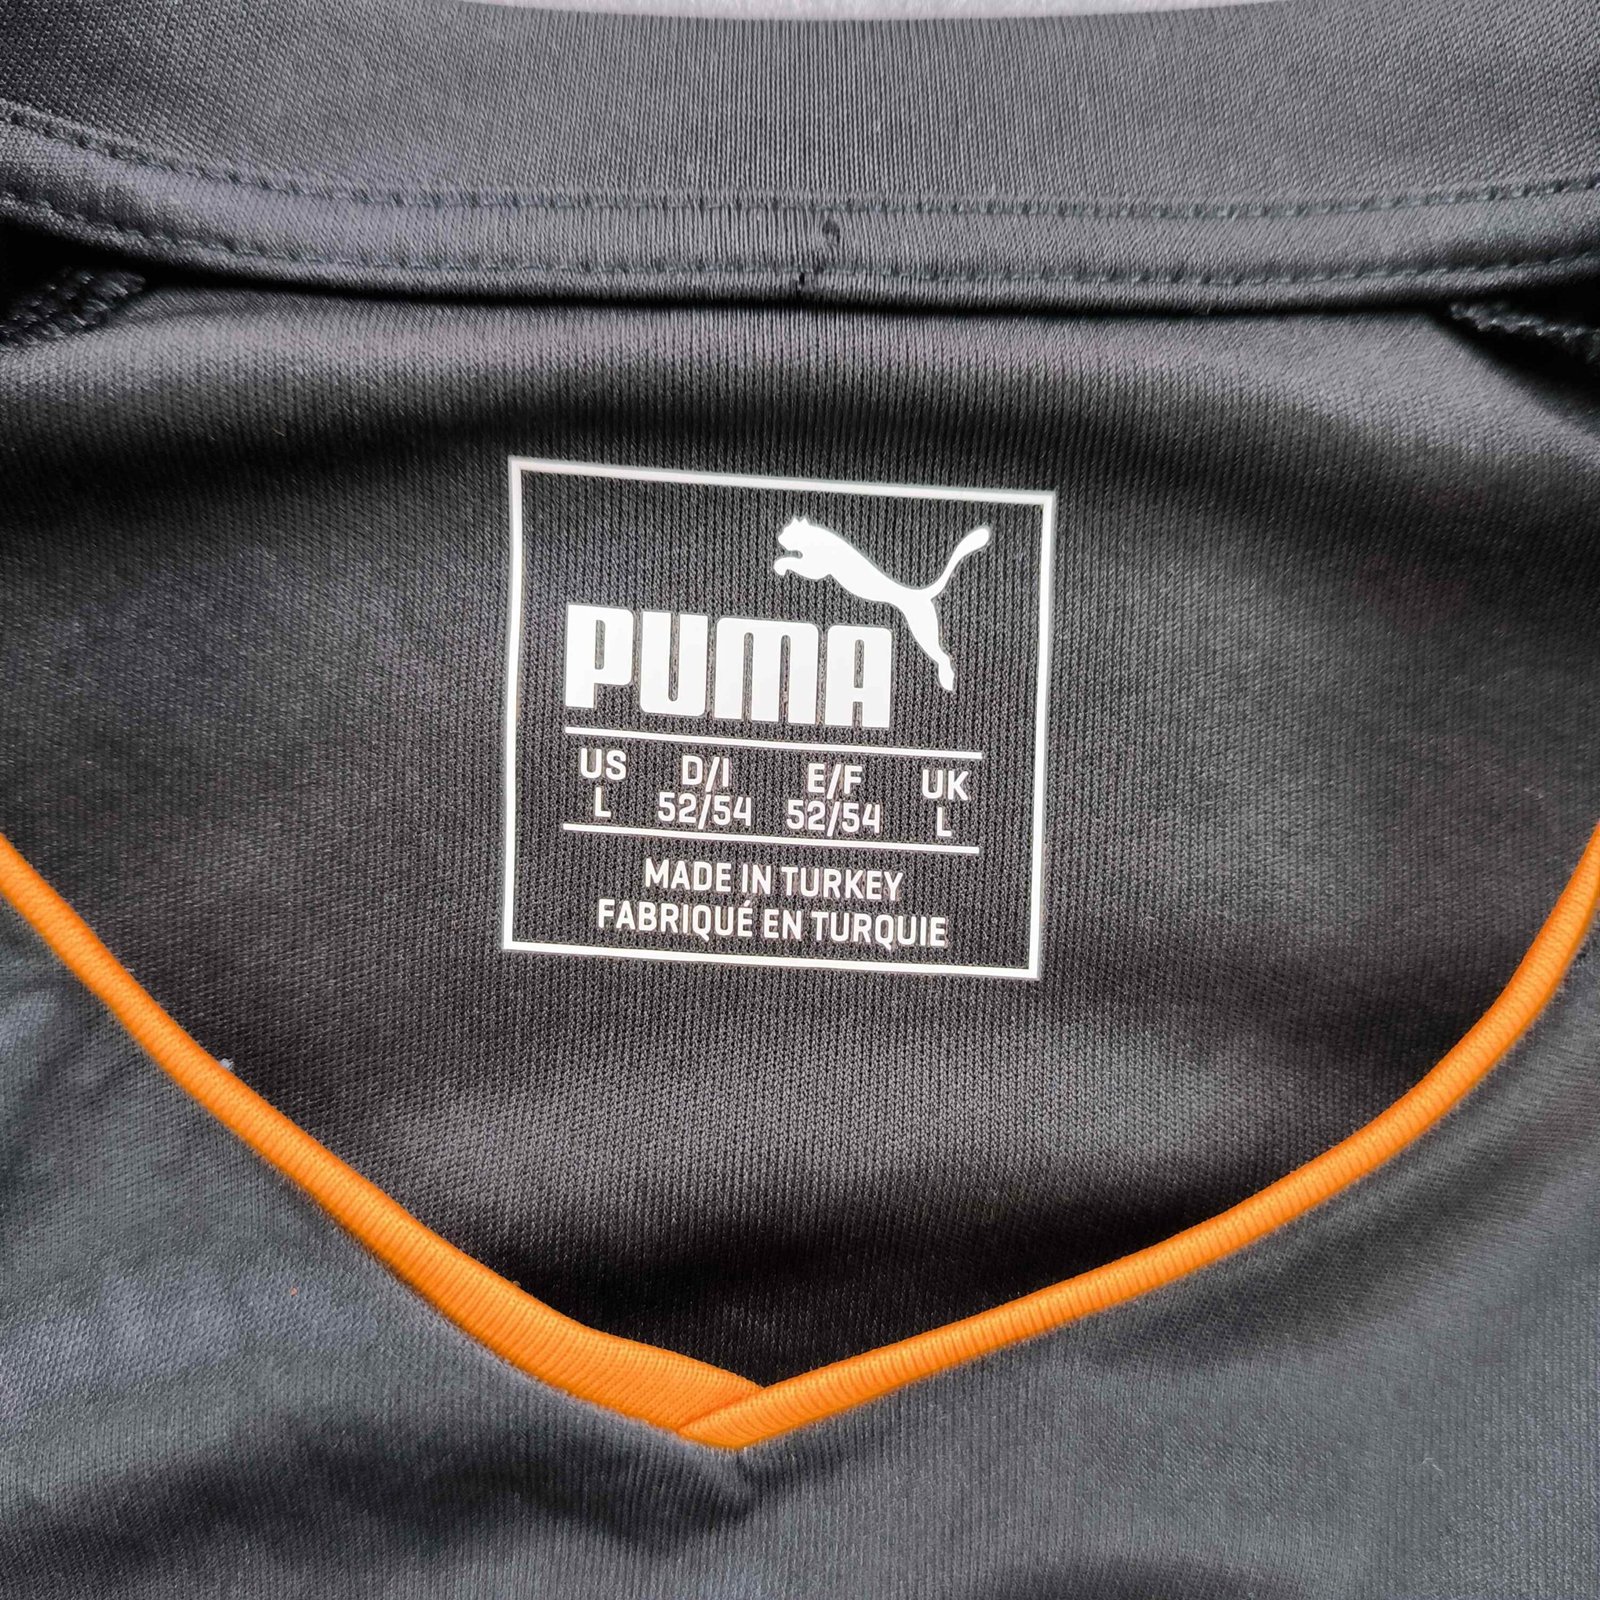 PUMA
US D/I E/F UK
L 52/54 52/54 L
MADE IN TURKEY
FABRIQUÉ EN TURQUIE